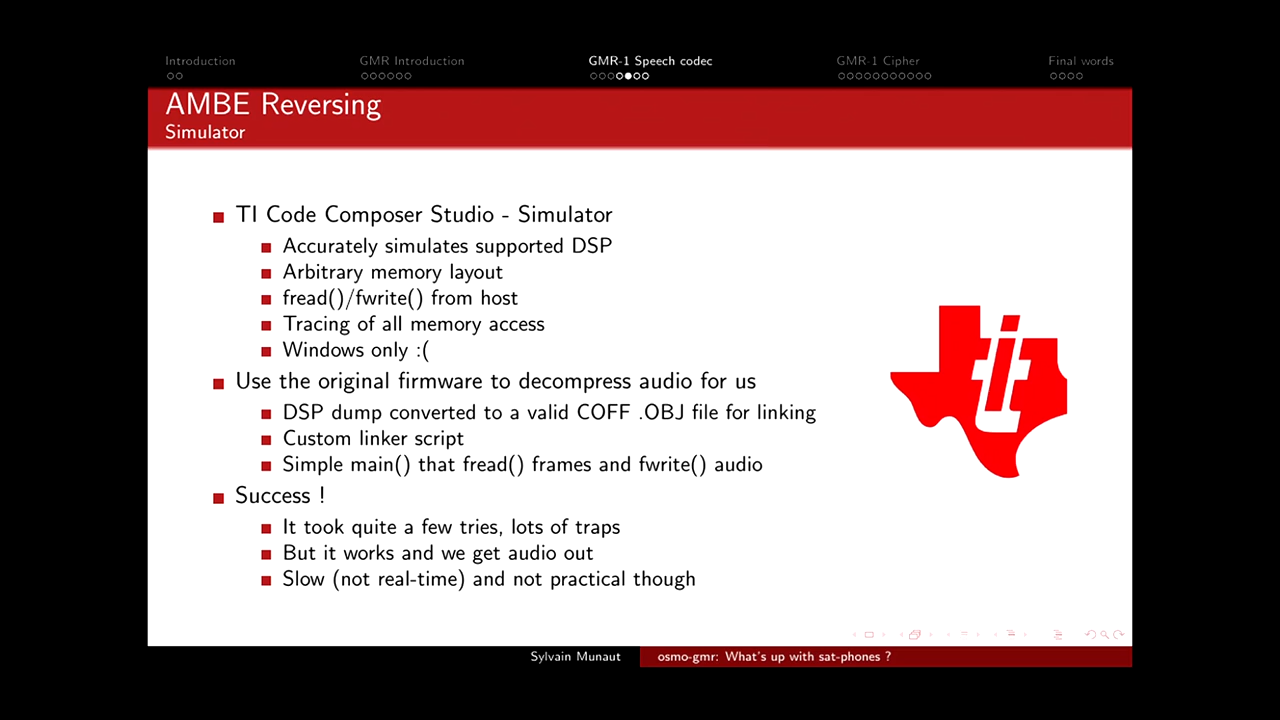 Introduction
GMR Introduction
GMR-1 Speech codec
GMR-1 Cipher
Final words
AMBE Reversing
Simulator
TI Code Composer Studio - Simulator
Accurately simulates supported DSP
Arbitrary memory layout
fread()/fwrite() from host
Tracing of all memory access
Windows only :(
Use the original firmware to decompress audio for us
DSP dump converted to a valid COFF .OBJ file for linking
Custom linker script
Simple main() that fread() frames and fwrite() audio
Success !
It took quite a few tries, lots of traps
But it works and we get audio out
Slow (not real-time) and not practical though
ti
Sylvain Munaut
osmo-gmr: What's up with sat-phones ?